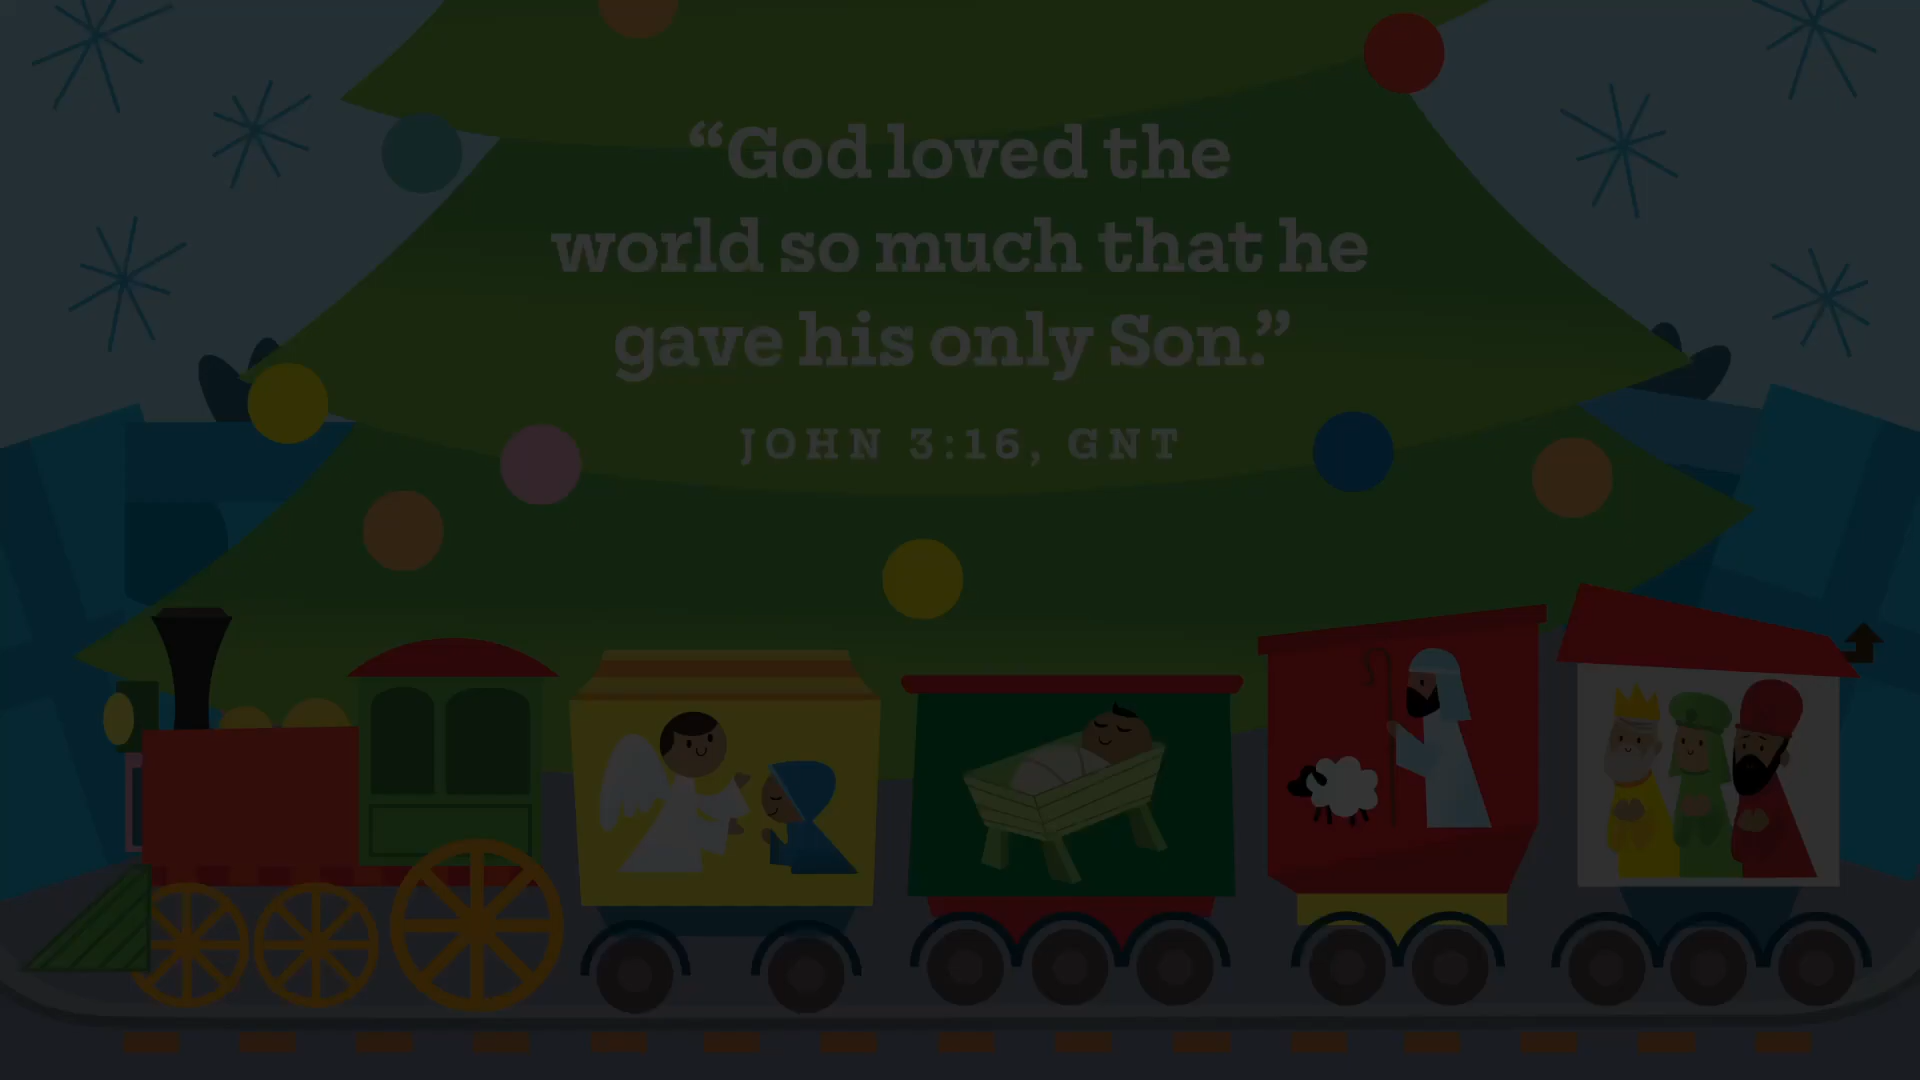 “God loved the
world so much that he
gave his only Son.”
JOHN 3:16, GNT